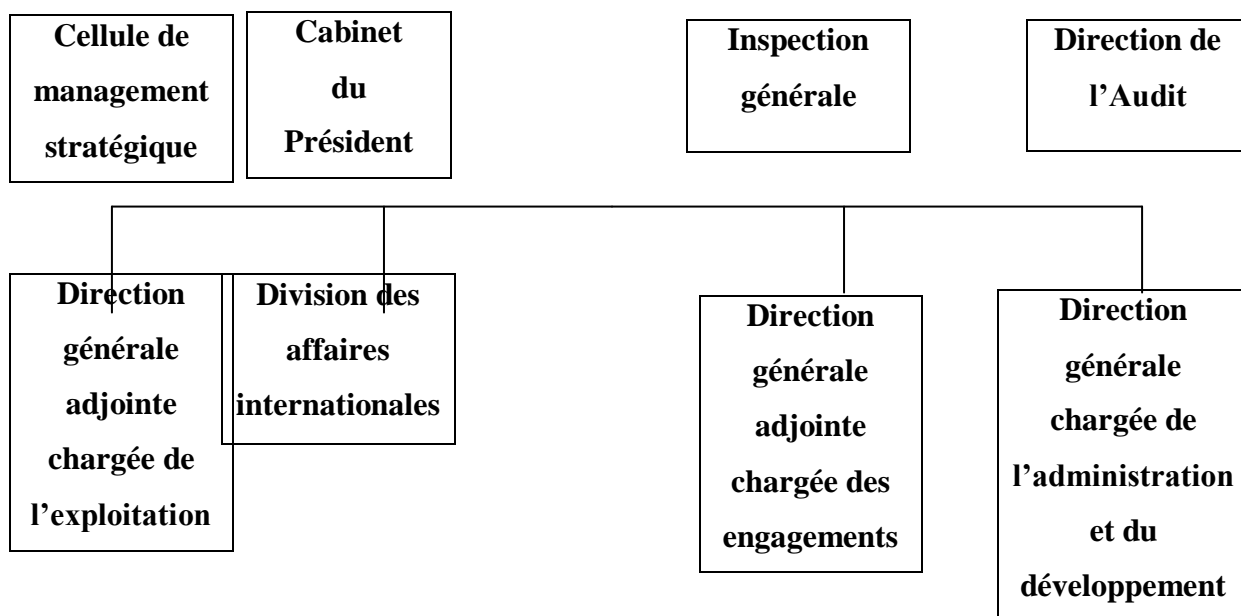 Cellule de
management
stratégique
Cabinet
du
Président
Inspection
générale
Direction de
l’Audit
Direction
générale
adjointe
chargée de
l’exploitation
Division des
affaires
internationales
Direction
générale
adjointe
chargée des
engagements
Direction
générale
chargée de
l’administration
et du
développement